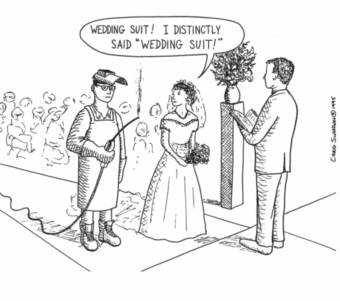 WEDDING SUIT! I DISTINCTLY
SAID "WEDDING SUIT!"